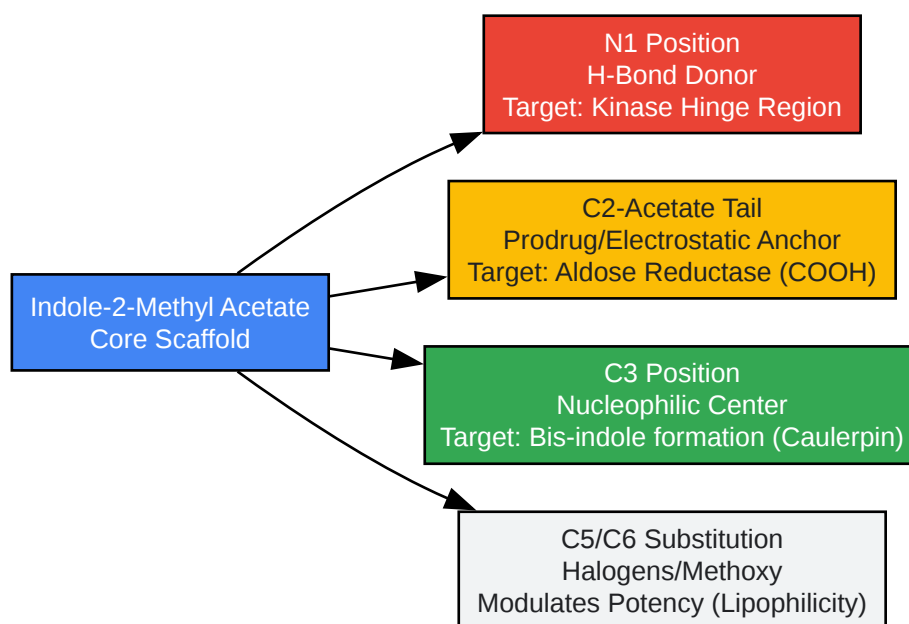 N1 Position
H-Bond Donor
Target: Kinase Hinge Region
C2-Acetate Tail
Prodrug/Electrostatic Anchor
Target: Aldose Reductase (COOH)
Indole-2-Methyl Acetate
Core Scaffold
C3 Position
Nucleophilic Center
Target: Bis-indole formation (Caulerpin)
C5/C6 Substitution
Halogens/Methoxy
Modulates Potency (Lipophilicity)